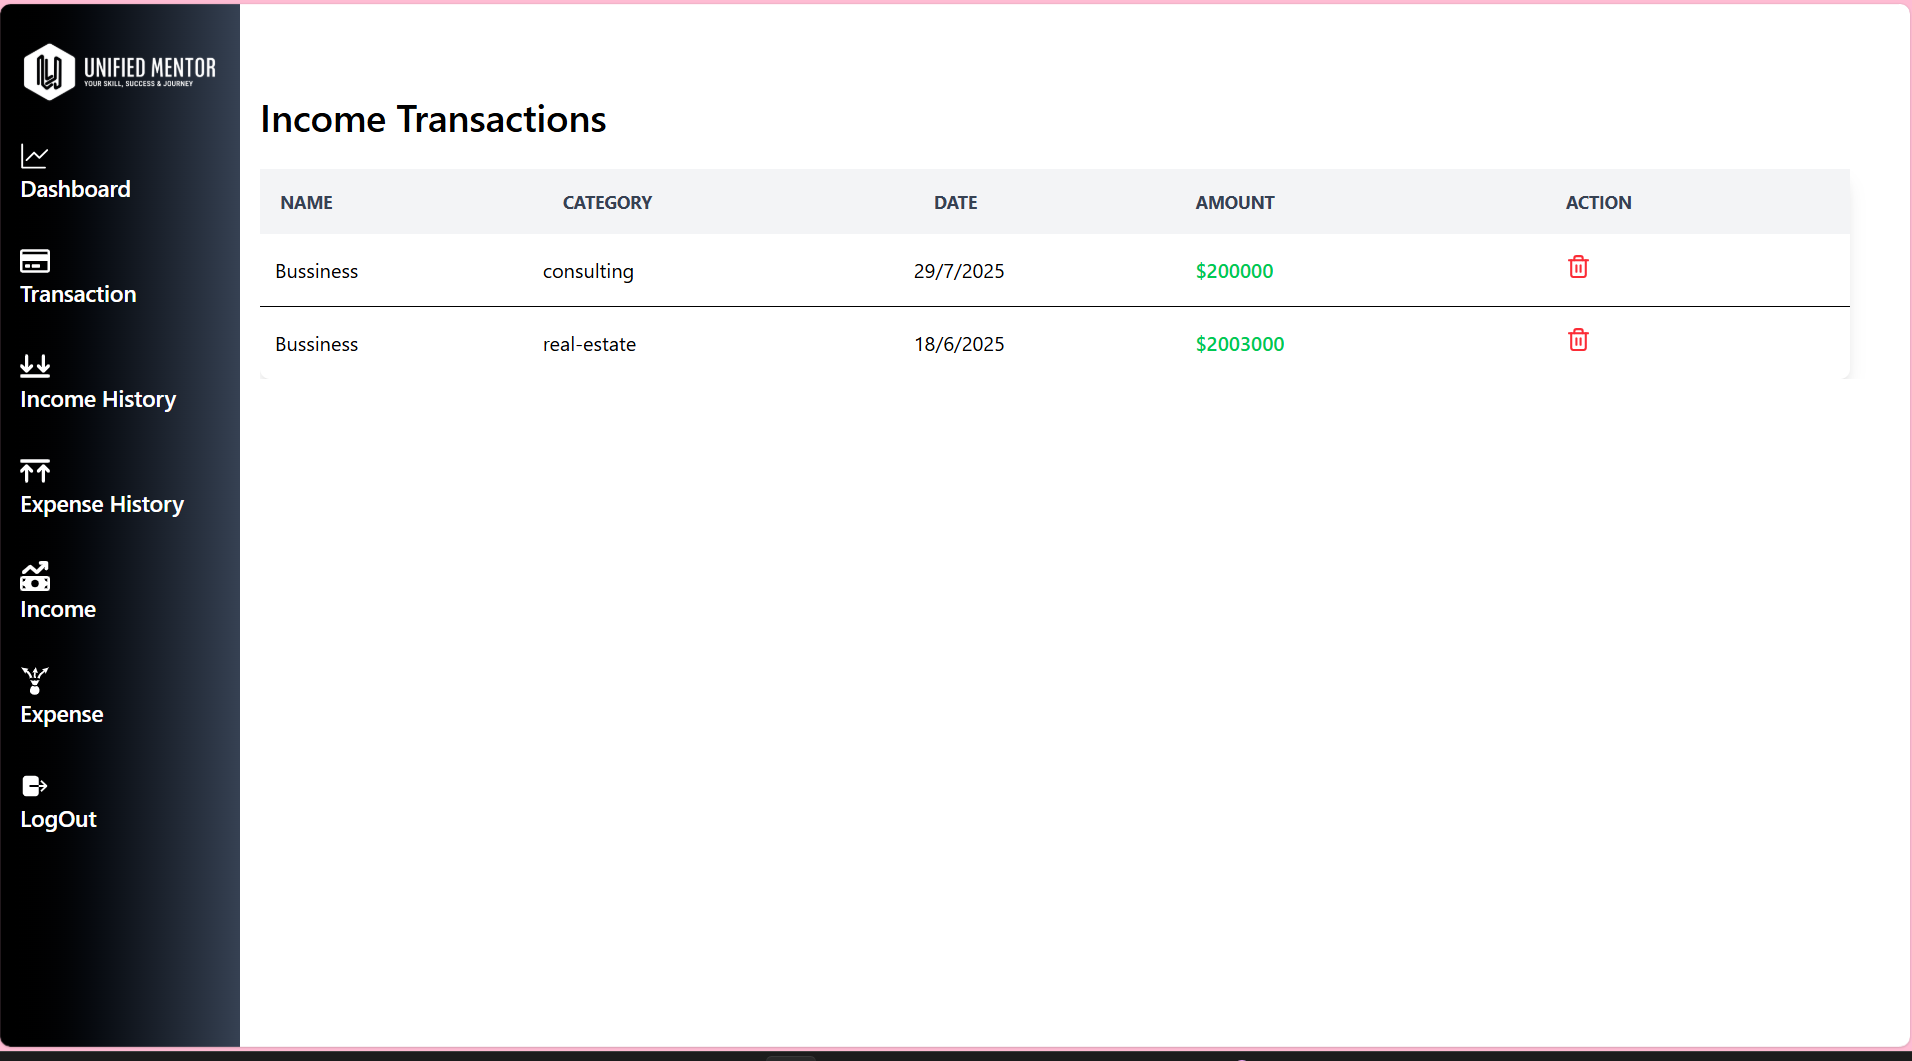 UNIFIED MENTOR
YOUR SKILL, SUCCESS & JOURNEY
Dashboard
Transaction
Income History
Expense History
Income
Expense
LogOut
Income Transactions
NAME CATEGORY DATE AMOUNT ACTION
Bussiness consulting 29/7/2025 $200000
Bussiness real-estate 18/6/2025 $2003000